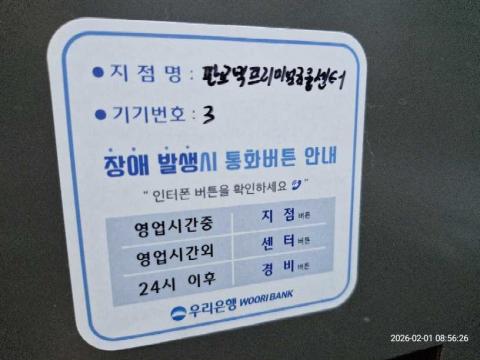 • 지점명 : 판교역프리미엄금융센터
• 기기번호 : 3
장애 발생시 통화버튼 안내
“ 인터폰 버튼을 확인하세요 ”
영업시간중 지점버튼
영업시간외 센터버튼
24시 이후 경비버튼
우리은행 WOORI BANK
2026-02-01 08:56:26